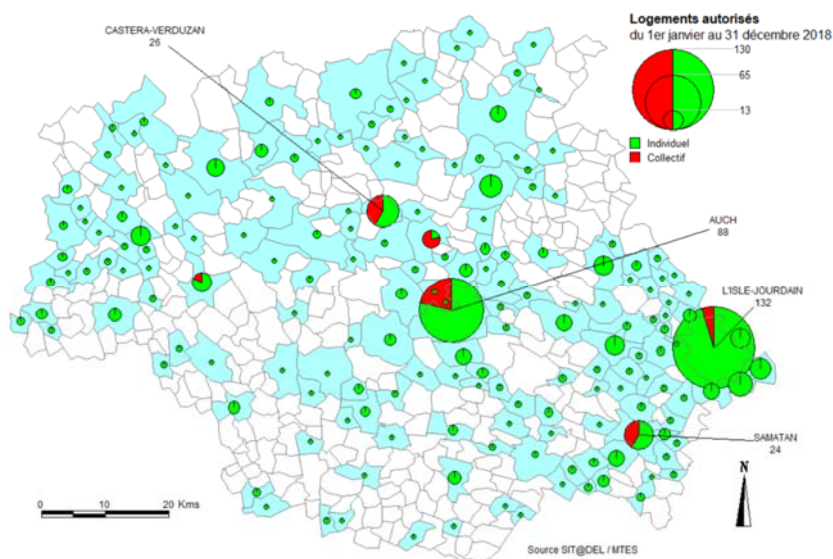 Logements autorisés
du 1er janvier au 31 décembre 2018
130
65
13
Individuel
Collectif
CASTERA-VERDUZAN
26
AUCH
88
L'ISLE-JOURDAIN
132
SAMATAN
24
N
0 10 20 Kms
Source SIT@DEL / MTES